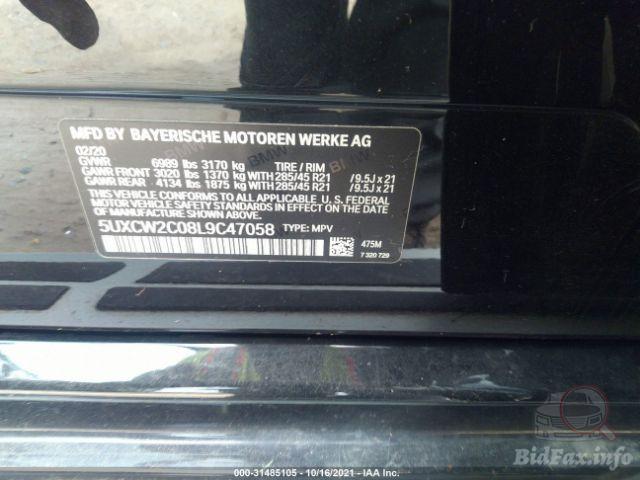 MFD BY BAYERISCHE MOTOREN WERKE AG
02/20
GVWR 6989 lbs 3170 kg TIRE / RIM
GAWR FRONT 3020 lbs 1370 kg WITH 285/45 R21 /9.5J x 21
GAWR REAR 4134 lbs 1875 kg WITH 285/45 R21 /9.5J x 21
THIS VEHICLE CONFORMS TO ALL APPLICABLE U. S. FEDERAL
MOTOR VEHICLE SAFETY STANDARDS IN EFFECT ON THE DATE
OF MANUFACTURE SHOWN ABOVE.
5UXCW2C08L9C47058 TYPE: MPV
475M
7 320 729
BidFax.info
000-31485105 - 10/16/2021 - IAA Inc.